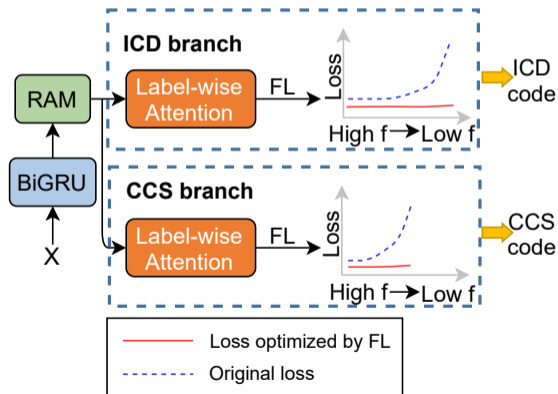 ICD branch
RAM
Label-wise
Attention
FL
Loss
High f
Low f
ICD
code
BiGRU
X
CCS branch
Label-wise
Attention
FL
Loss
High f
Low f
CCS
code
Loss optimized by FL
Original loss